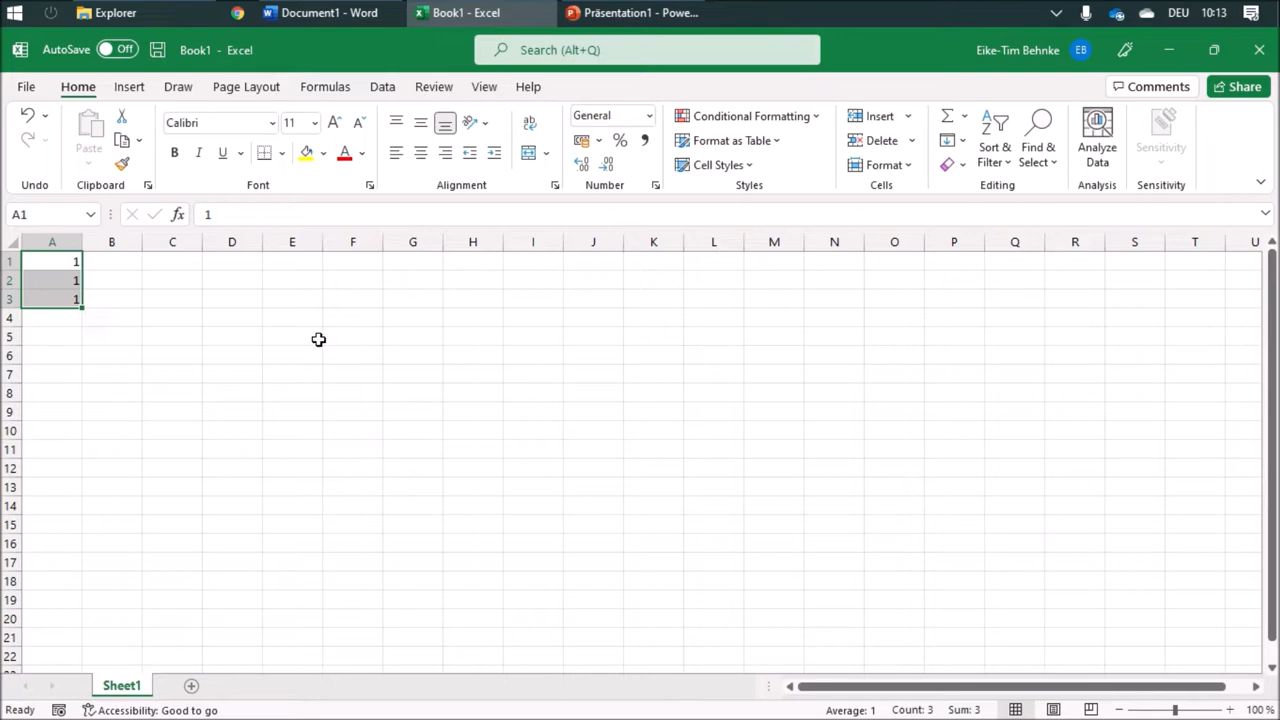 Explorer Document1 - Word Book1 - Excel Präsentation1 - Powe... DEU 10:13
AutoSave Off Book1 - Excel Search (Alt+Q) Eike-Tim Behnke EB
File Home Insert Draw Page Layout Formulas Data Review View Help Comments Share
Paste Calibri 11 General Conditional Formatting Insert Sort & Find & Analyze Sensitivity
Format as Table Delete Filter Select Data
B I U A % Cell Styles Format
Undo Clipboard Font Alignment Number Styles Cells Editing Analysis Sensitivity
A1 fx 1
A B C D E F G H I J K L M N O P Q R S T U
1 1
2 1
3 1
4
5
6
7
8
9
10
11
12
13
14
15
16
17
18
19
20
21
22
Sheet1
Ready Accessibility: Good to go Average: 1 Count: 3 Sum: 3 100 %